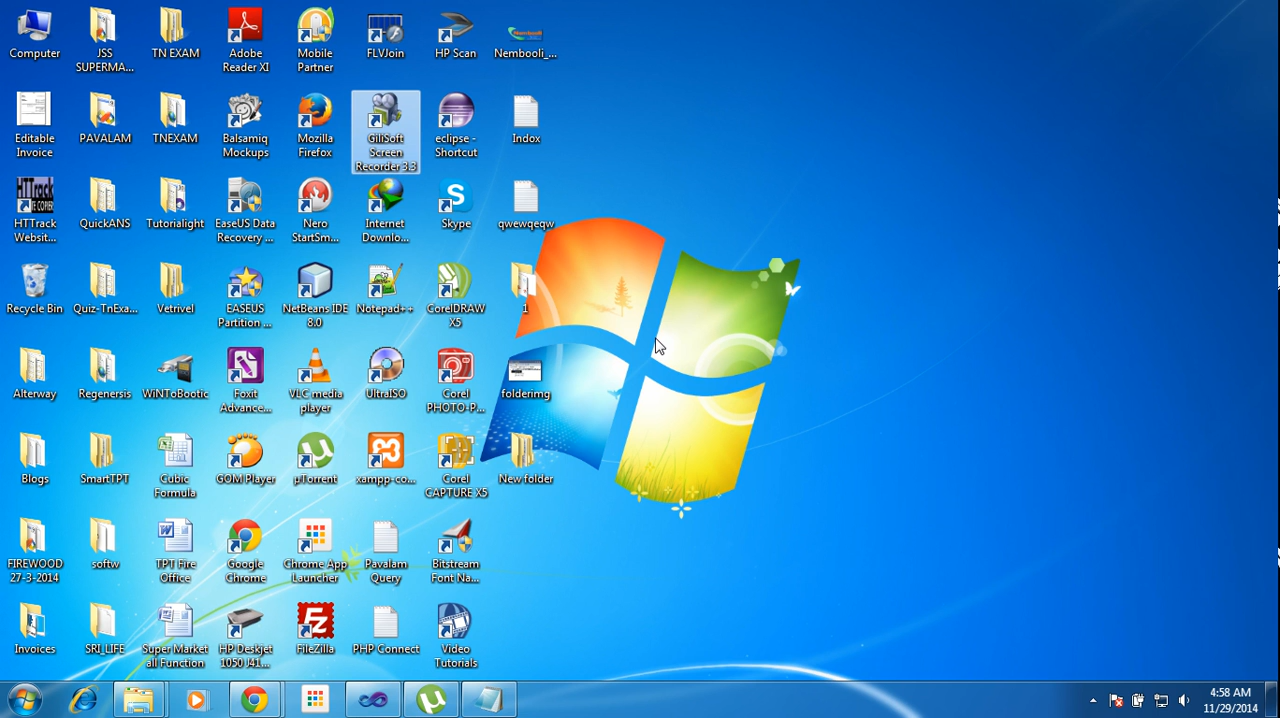 Computer
JSS
SUPERMA...
TN EXAM
Adobe
Reader XI
Mobile
Partner
FLVJoin
HP Scan
Nembooli_...
Editable
Invoice
PAVALAM
TNEXAM
Balsamiq
Mockups
Mozilla
Firefox
GiliSoft
Screen
Recorder 3.3
eclipse -
Shortcut
Indox
HTTrack
Websit...
QuickANS
Tutorialight
EaseUS Data
Recovery ...
Nero
StartSm...
Internet
Downlo...
Skype
qwewqeqw
Recycle Bin
Quiz-TnExa...
Vetrivel
EASEUS
Partition ...
NetBeans IDE
8.0
Notepad++
CorelDRAW
X5
1
Alterway
Regenersis
WiNToBootic
Foxit
Advance...
VLC media
player
UltraISO
Corel
PHOTO-P...
folderimg
Blogs
SmartTPT
Cubic
Formula
GOM Player
µTorrent
xampp-co...
Corel
CAPTURE X5
New folder
FIREWOOD
27-3-2014
softw
TPT Fire
Office
Google
Chrome
Chrome App
Launcher
Pavalam
Query
Bitstream
Font Na...
Invoices
SRI_LIFE
Super Market
all Function
HP Deskjet
1050 J41...
FileZilla
PHP Connect
Video
Tutorials
4:58 AM
11/29/2014